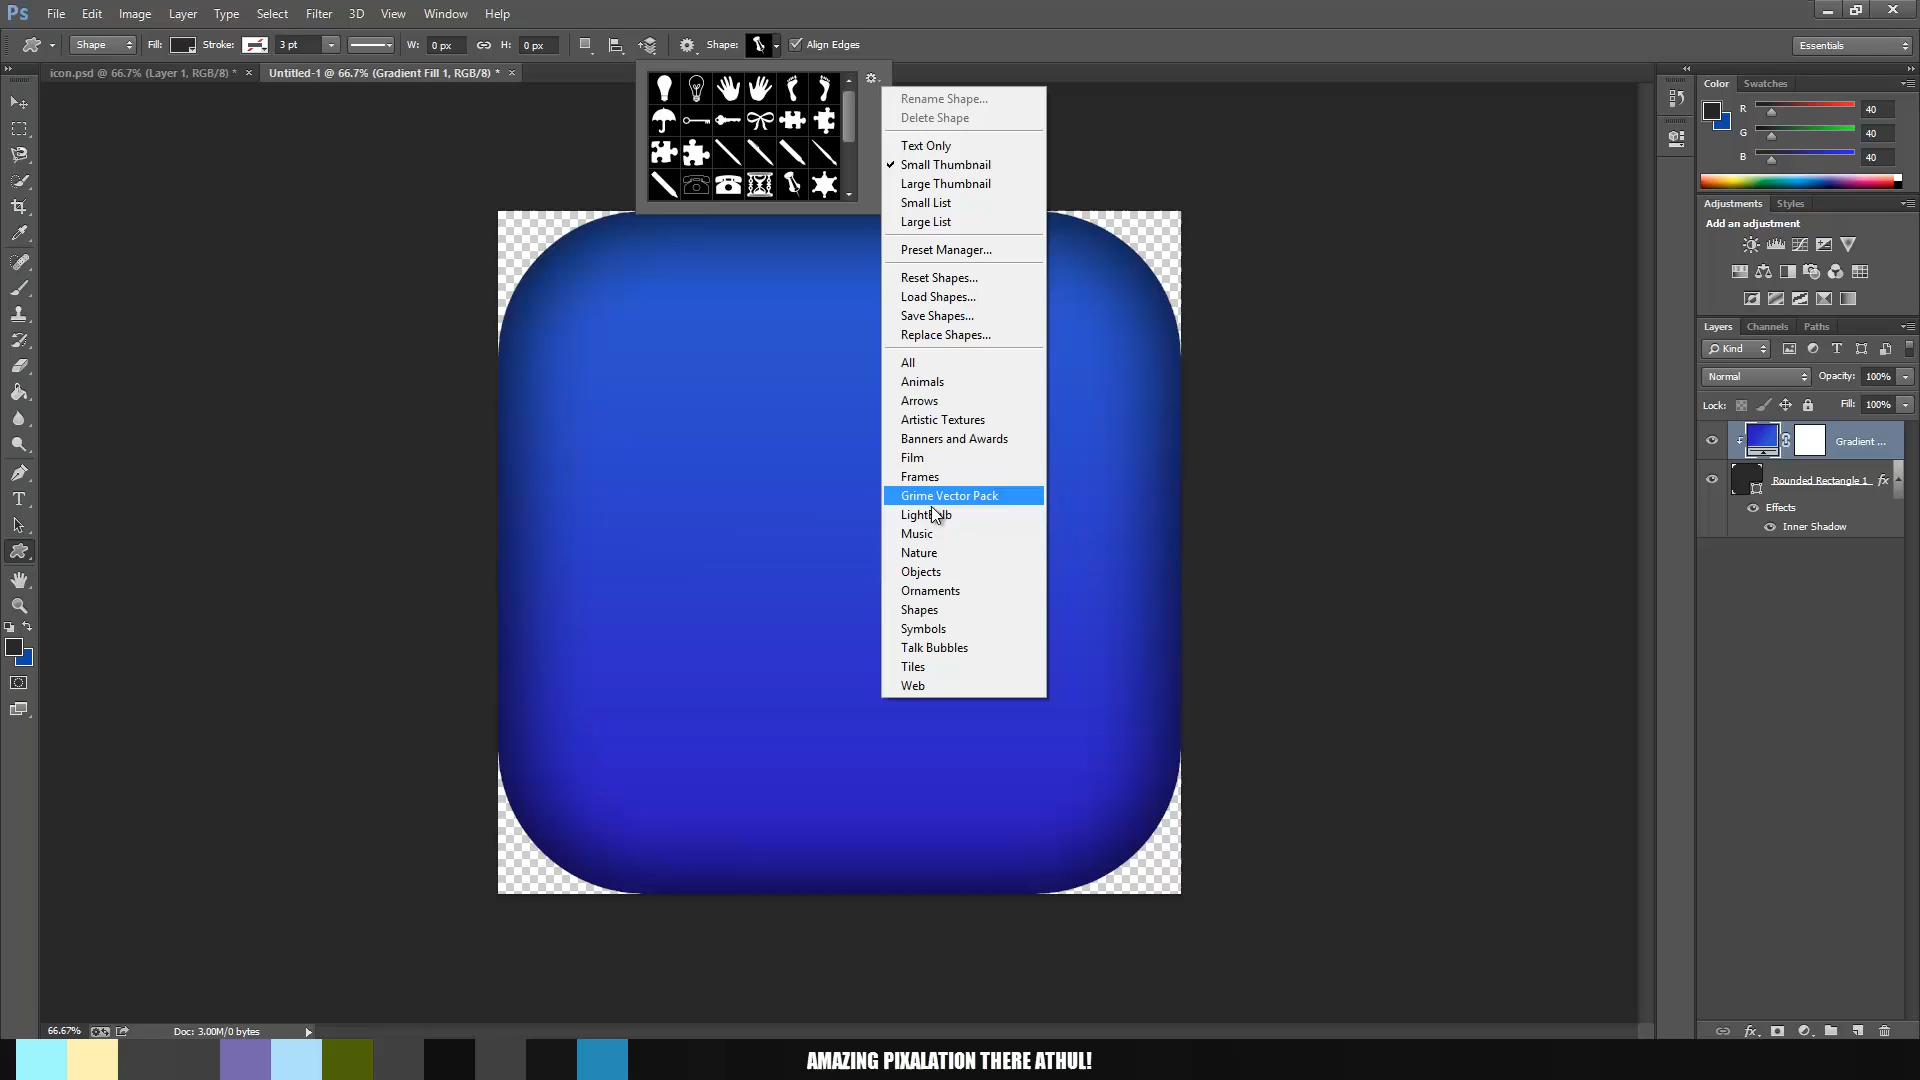 Ps File Edit Image Layer Type Select Filter 3D View Window Help
Shape Fill: Stroke: 3 pt W: 0 px H: 0 px Shape: Align Edges Essentials
icon.psd @ 66.7% (Layer 1, RGB/8) * × Untitled-1 @ 66.7% (Gradient Fill 1, RGB/8) * ×
Rename Shape...
Delete Shape
Text Only
Small Thumbnail
Large Thumbnail
Small List
Large List
Preset Manager...
Reset Shapes...
Load Shapes...
Save Shapes...
Replace Shapes...
All
Animals
Arrows
Artistic Textures
Banners and Awards
Film
Frames
Grime Vector Pack
Music
Nature
Objects
Ornaments
Shapes
Symbols
Talk Bubbles
Tiles
Web
Color Swatches
R 40
G 40
B 40
Adjustments Styles
Add an adjustment
Layers Channels Paths
Kind
Normal Opacity: 100%
Lock: Fill: 100%
Gradient ...
Rounded Rectangle 1 fx
Effects
Inner Shadow
66.67% Doc: 3.00M/0 bytes
AMAZING PIXALATION THERE ATHUL!